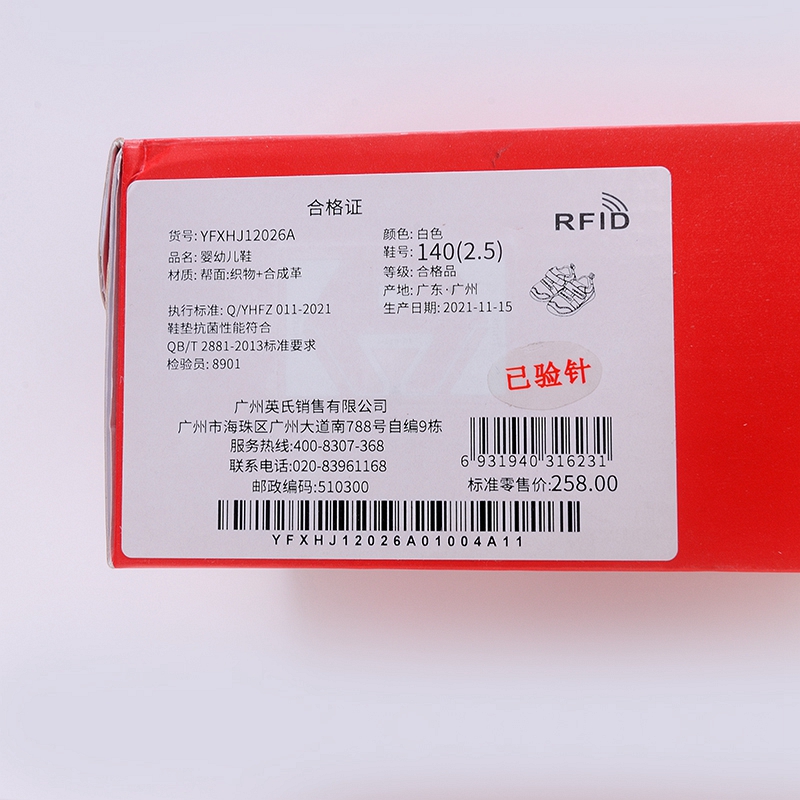 合格证
RFID
货号: YFXHJ12026A
品名: 婴幼儿鞋
材质: 帮面:织物+合成革
颜色: 白色
鞋号: 140(2.5)
等级: 合格品
产地: 广东·广州
生产日期: 2021-11-15
执行标准: Q/YHFZ 011-2021
鞋垫抗菌性能符合
QB/T 2881-2013标准要求
检验员: 8901
已验针
广州英氏销售有限公司
广州市海珠区广州大道南788号自编9栋
服务热线:400-8307-368
联系电话:020-83961168
邮政编码:510300
6 931940 316231
标准零售价:258.00
YFXHJ12026A01004A11